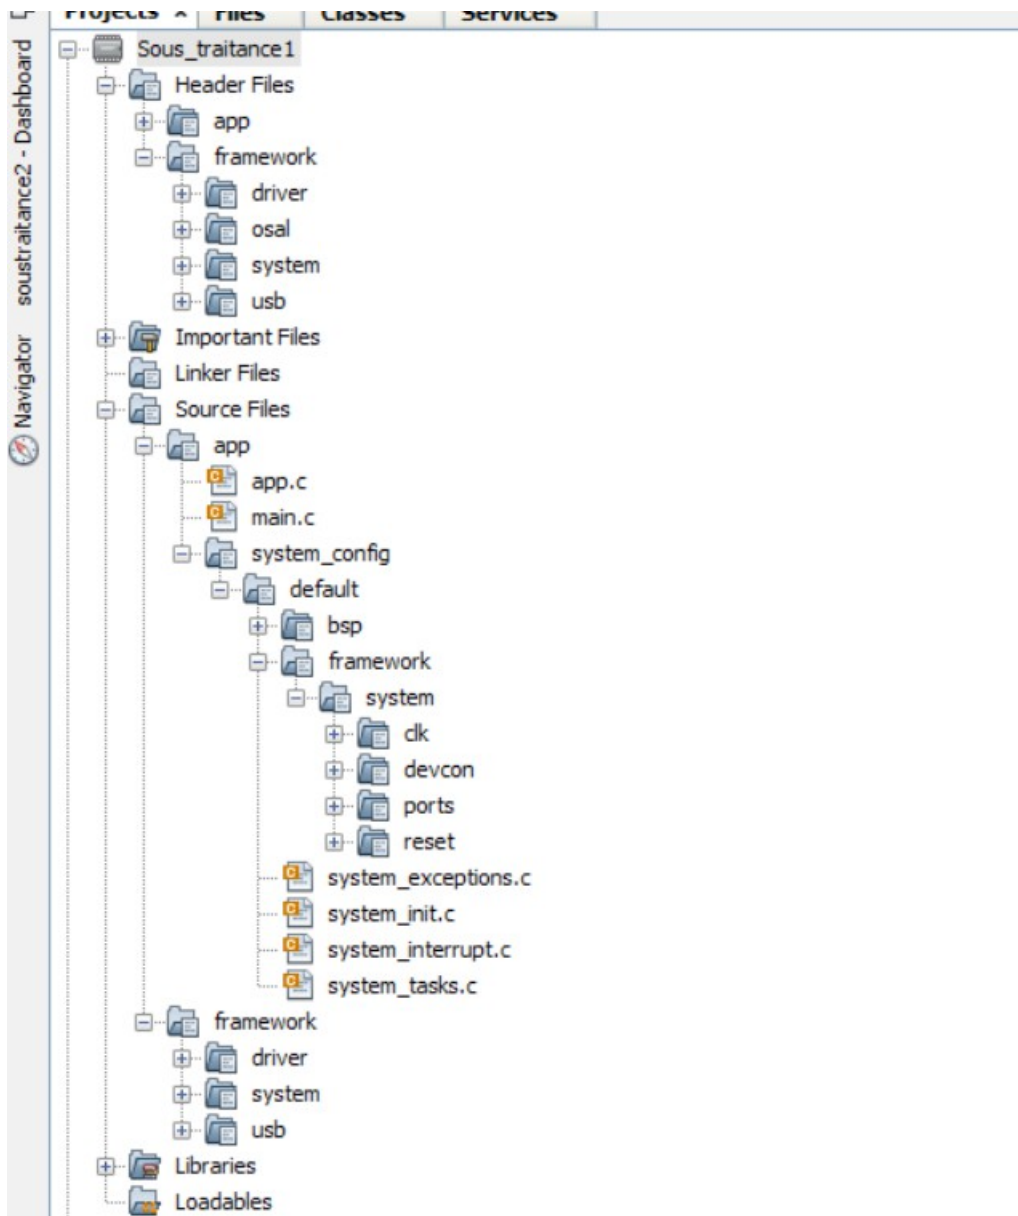 Projects × Files Classes Services
Sous_traitance1
Header Files
app
framework
driver
osal
system
usb
Important Files
Linker Files
Source Files
app
app.c
main.c
system_config
default
bsp
framework
system
clk
devcon
ports
reset
system_exceptions.c
system_init.c
system_interrupt.c
system_tasks.c
framework
driver
system
usb
Libraries
Loadables
soustraitance2 - Dashboard
Navigator